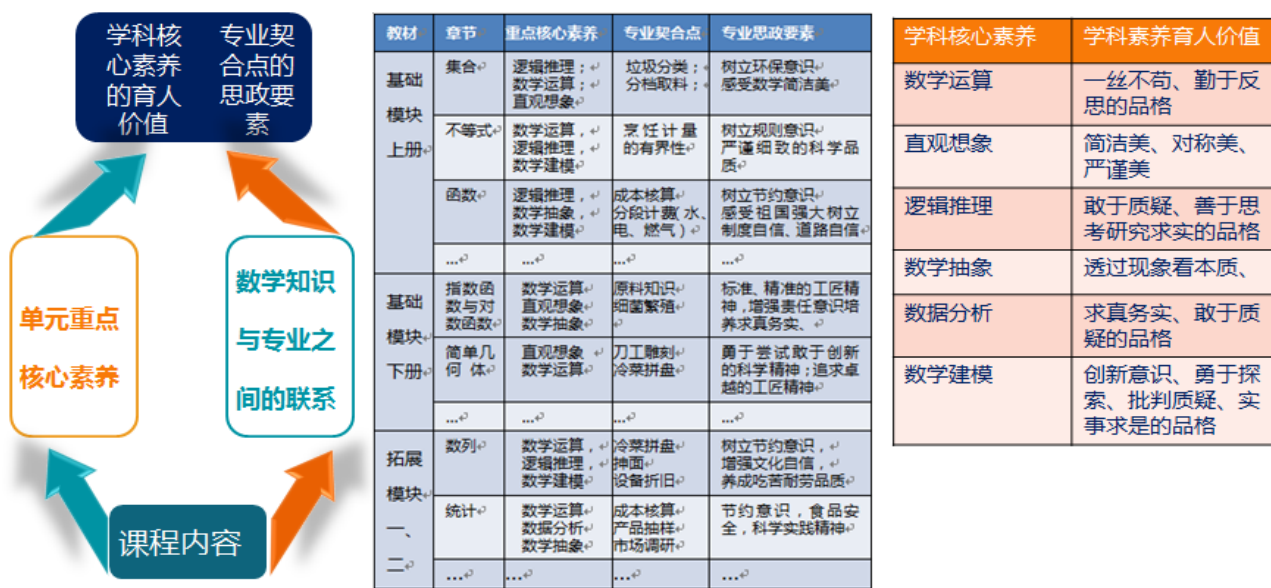 学科核
心素养
的育人
价值
专业契
合点的
思政要
素
单元重点
核心素养
数学知识
与专业之
间的联系
课程内容
教材 章节 重点核心素养 专业契合点 专业思政要素
基础
模块
上册
集合
逻辑推理；
数学运算；
直观想象
垃圾分类；
分档取料；
树立环保意识
感受数学简洁美
不等式
数学运算，
逻辑推理，
数学建模
烹饪计量
的有界性
树立规则意识
严谨细致的科学品
质
函数
逻辑推理，
数学抽象，
数学建模
成本核算
分段计费（水、
电、燃气）
树立节约意识
感受祖国强大树立
制度自信、道路自信
... ... ... ...
基础
模块
下册
指数函
数与对
数函数
数学运算
直观想象
数学抽象
原料知识
细菌繁殖
标准、精准的工匠精
神，增强责任意识培
养求真务实、
简单几
何 体
直观想象
数学运算
刀工雕刻
冷菜拼盘
勇于尝试敢于创新
的科学精神；追求卓
越的工匠精神
... ... ... ...
拓展
模块
一、
二
数列
数学运算，
逻辑推理，
数学建模
冷菜拼盘
抻面
设备折旧
树立节约意识，
增强文化自信，
养成吃苦耐劳品质
统计
数学运算
数据分析
数学抽象
成本核算
产品抽样
市场调研
节约意识，食品安
全，科学实践精神
... ... ... ...
学科核心素养 学科素养育人价值
数学运算
一丝不苟、勤于反
思的品格
直观想象
简洁美、对称美、
严谨美
逻辑推理
敢于质疑、善于思
考研究求实的品格
数学抽象
透过现象看本质、
数据分析
求真务实、敢于质
疑的品格
数学建模
创新意识、勇于探
索、批判质疑、实
事求是的品格